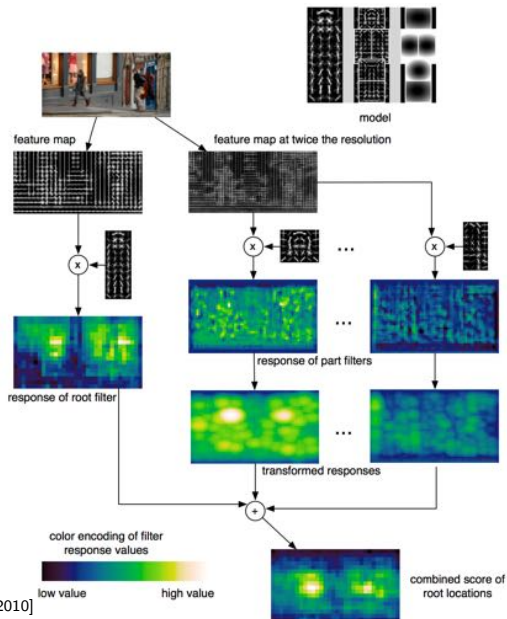 model
feature map
feature map at twice the resolution
x
x
x
...
...
response of part filters
response of root filter
...
transformed responses
+
color encoding of filter
response values
low value
high value
combined score of
root locations
2010]